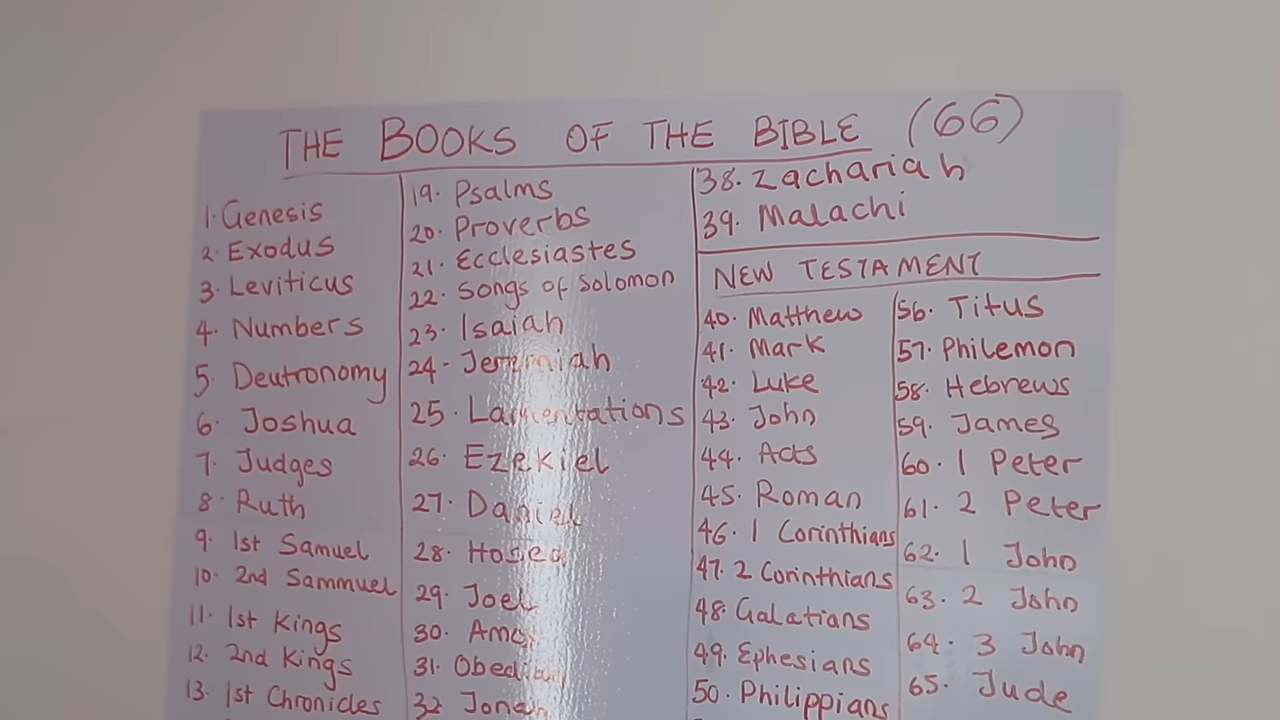 THE BOOKS OF THE BIBLE (66)
1. Genesis
2. Exodus
3. Leviticus
4. Numbers
5. Deutronomy
6. Joshua
7. Judges
8. Ruth
9. 1st Samuel
10. 2nd Sammuel
11. 1st Kings
12. 2nd Kings
13. 1st Chronicles
19. Psalms
20. Proverbs
21. Ecclesiastes
22. Songs of Solomon
23. Isaiah
24. Jeremiah
25. Lamentations
26. Ezekiel
27. Daniel
28. Hosea
29. Joel
30. Amos
31.
32. Jonah
38. Zachariah
39. Malachi
NEW TESTAMENT
40. Matthew
41. Mark
42. Luke
43. John
44. Acts
45. Roman
46. 1 Corinthians
47. 2 Corinthians
48. Galatians
49. Ephesians
50. Philippians
56. Titus
57. Philemon
58. Hebrews
59. James
60. 1 Peter
61. 2 Peter
62. 1 John
63. 2 John
64. 3 John
65. Jude